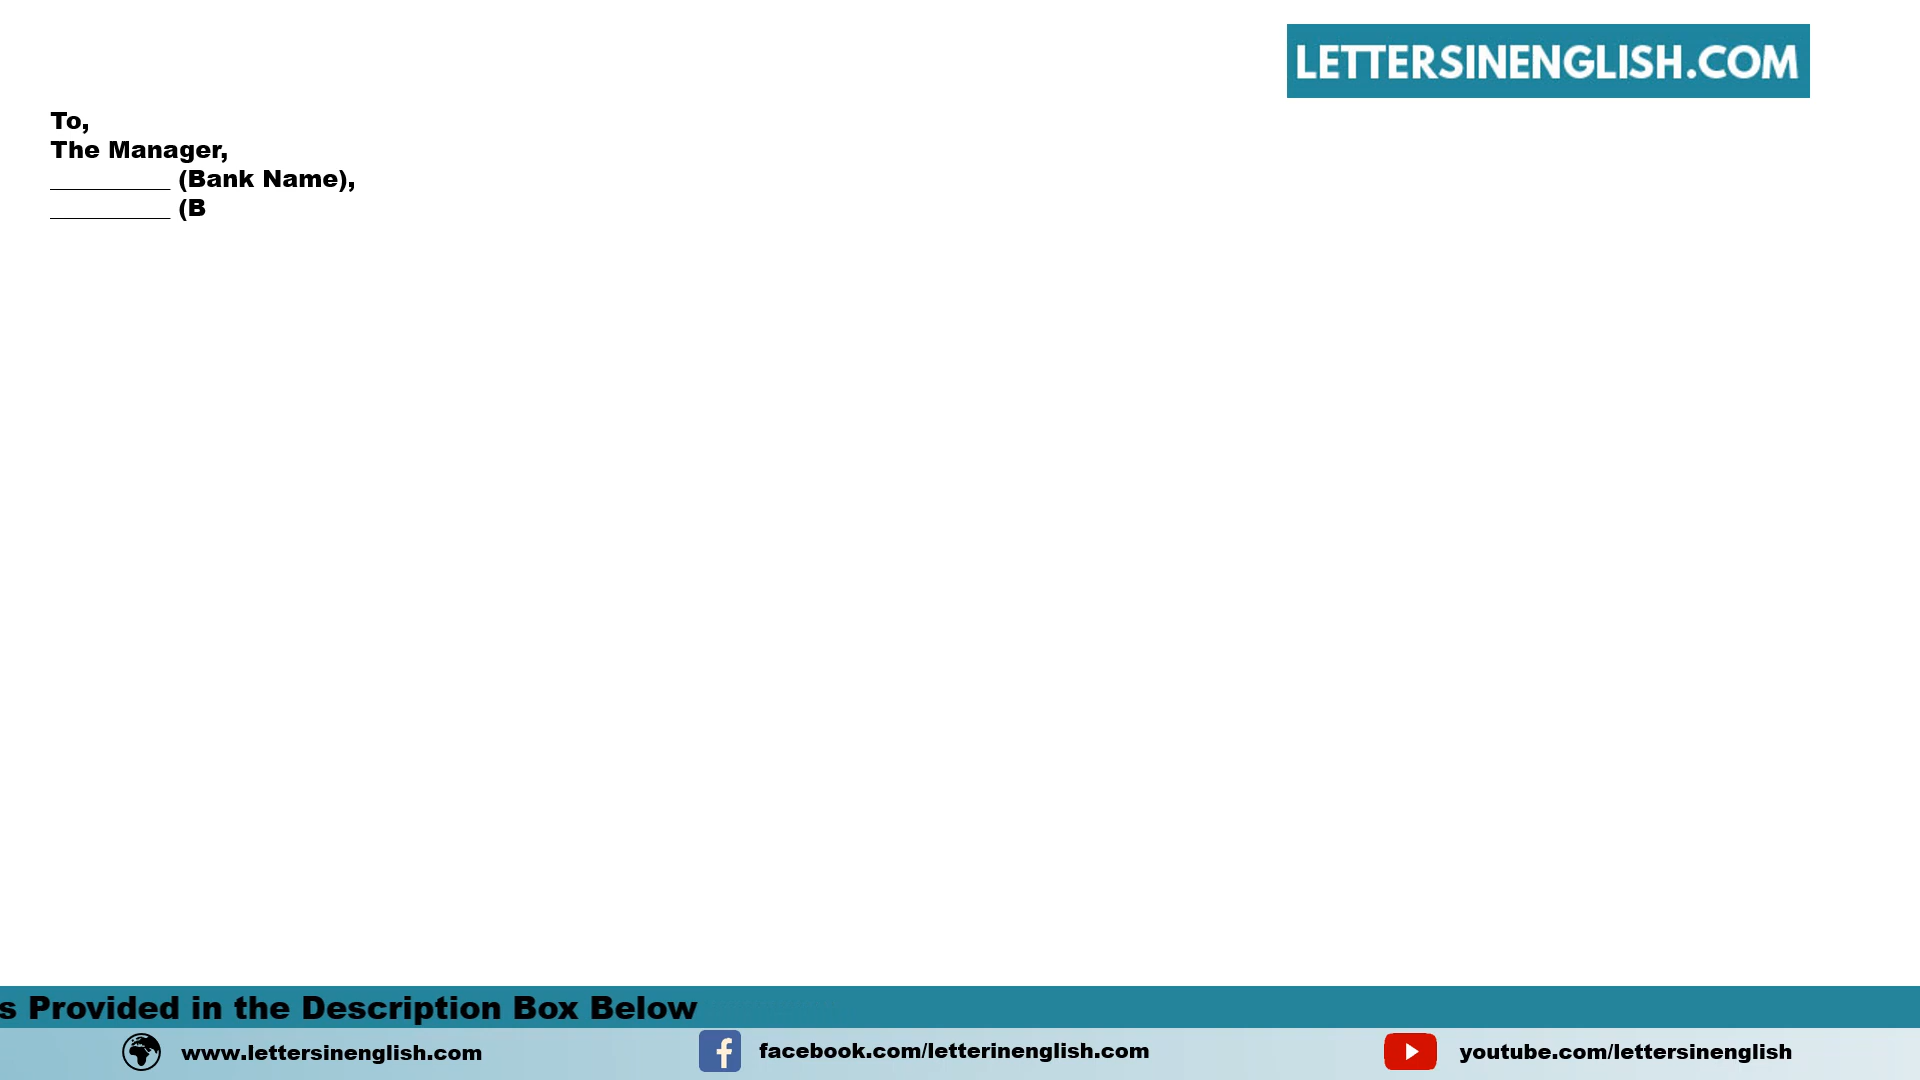 LETTERSINENGLISH.COM
To,
The Manager,
__________ (Bank Name),
__________ (B
s Provided in the Description Box Below
www.lettersinenglish.com
facebook.com/letterinenglish.com
youtube.com/lettersinenglish